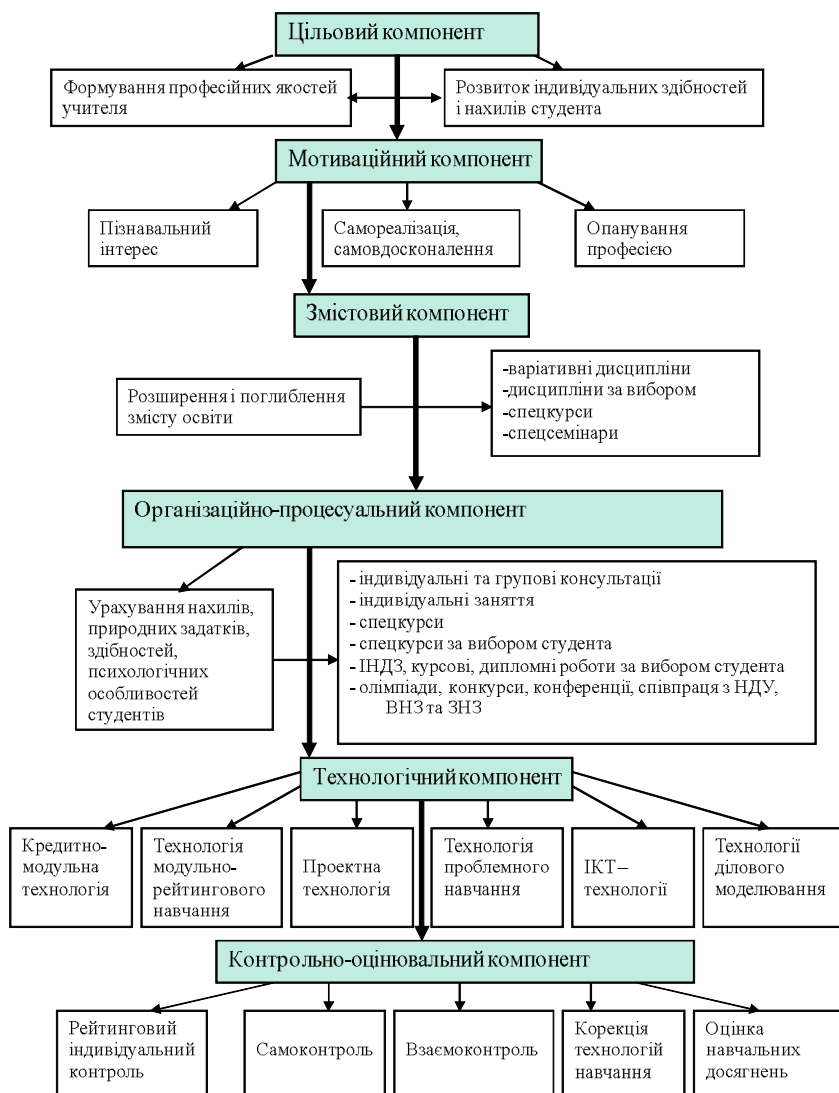 Цільовий компонент
Формування професійних якостей
учителя
Розвиток індивідуальних здібностей
і нахилів студента
Мотиваційний компонент
Пізнавальний
інтерес
Самореалізація,
самовдосконалення
Опанування
професією
Змістовий компонент
Розширення і поглиблення
змісту освіти
-варіативні дисципліни
-дисципліни за вибором
-спецкурси
-спецсемінари
Організаційно-процесуальний компонент
Урахування нахилів,
природних задатків,
здібностей,
психологічних
особливостей
студентів
- індивідуальні та групові консультації
- індивідуальні заняття
- спецкурси
- спецкурси за вибором студента
- ІНДЗ, курсові, дипломні роботи за вибором студента
- олімпіади, конкурси, конференції, співпраця з НДУ,
ВНЗ та ЗНЗ
Технологічний компонент
Кредитно-
модульна
технологія
Технологія
модульно-
рейтингового
навчання
Проектна
технологія
Технологія
проблемного
навчання
ІКТ–
технології
Технології
ділового
моделювання
Контрольно-оцінювальний компонент
Рейтинговий
індивідуальний
контроль
Самоконтроль
Взаємоконтроль
Корекція
технологій
навчання
Оцінка
навчальних
досягнень